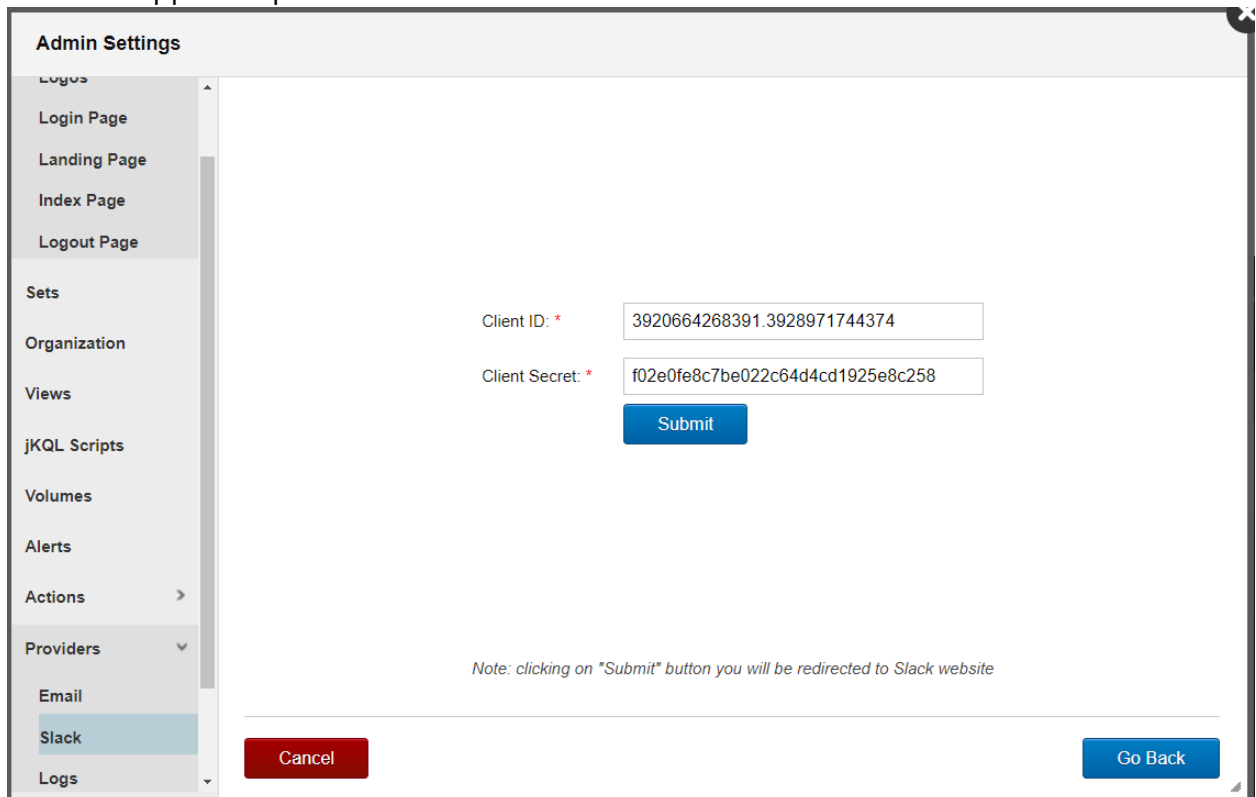 Admin Settings
Logos
Login Page
Landing Page
Index Page
Logout Page
Sets
Organization
Views
jKQL Scripts
Volumes
Alerts
Actions
Providers
Email
Slack
Logs
Client ID: *
3920664268391.3928971744374
Client Secret: *
f02e0fe8c7be022c64d4cd1925e8c258
Submit
Note: clicking on "Submit" button you will be redirected to Slack website
Cancel
Go Back